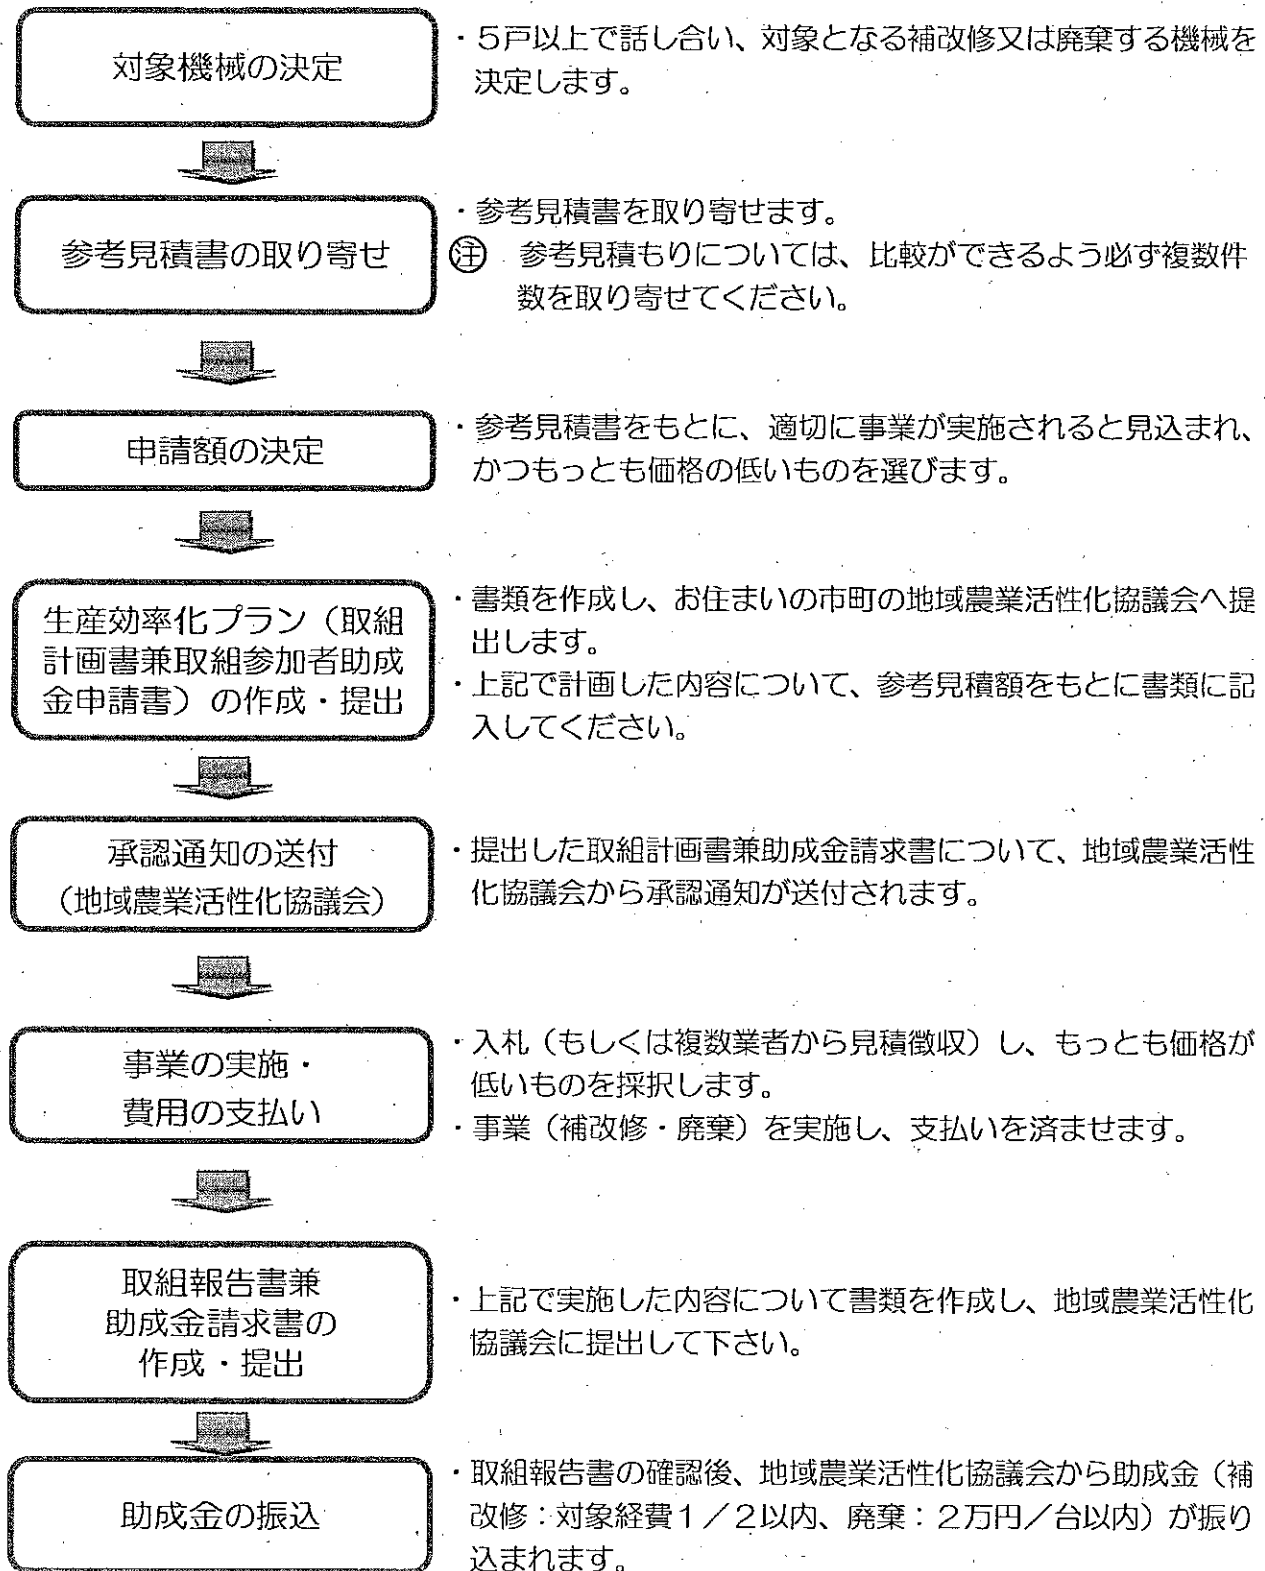 対象機械の決定
・５戸以上で話し合い、対象となる補改修又は廃棄する機械を
決定します。
参考見積書の取り寄せ
・参考見積書を取り寄せます。
㊟ 参考見積もりについては、比較ができるよう必ず複数件
数を取り寄せてください。
申請額の決定
・参考見積書をもとに、適切に事業が実施されると見込まれ、
かつもっとも価格の低いものを選びます。
生産効率化プラン（取組
計画書兼取組参加者助成
金申請書）の作成・提出
・書類を作成し、お住まいの市町の地域農業活性化協議会へ提
出します。
・上記で計画した内容について、参考見積額をもとに書類に記
入してください。
承認通知の送付
（地域農業活性化協議会）
・提出した取組計画書兼助成金請求書について、地域農業活性
化協議会から承認通知が送付されます。
事業の実施・
費用の支払い
・入札（もしくは複数業者から見積徴収）し、もっとも価格が
低いものを採択します。
・事業（補改修・廃棄）を実施し、支払いを済ませます。
取組報告書兼
助成金請求書の
作成・提出
・上記で実施した内容について書類を作成し、地域農業活性化
協議会に提出して下さい。
助成金の振込
・取組報告書の確認後、地域農業活性化協議会から助成金（補
改修：対象経費１／２以内、廃棄：２万円／台以内）が振り
込まれます。